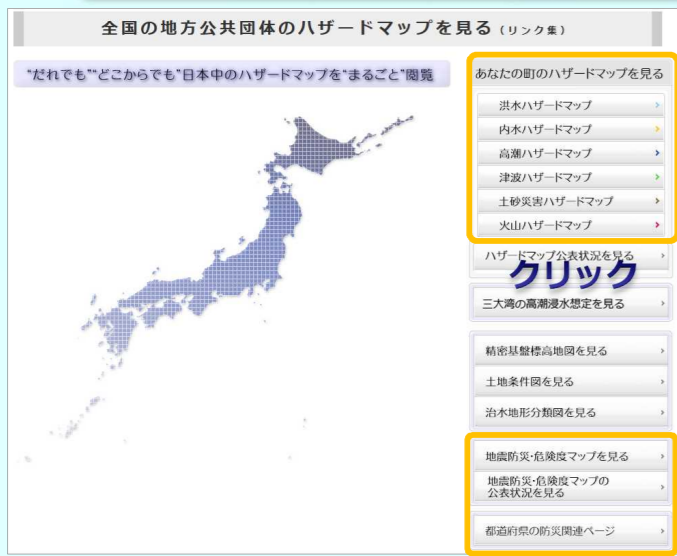 全国の地方公共団体のハザードマップを見る（リンク集）
“だれでも”“どこからでも”日本中のハザードマップを“まるごと”閲覧
あなたの町のハザードマップを見る
洪水ハザードマップ
内水ハザードマップ
高潮ハザードマップ
津波ハザードマップ
土砂災害ハザードマップ
火山ハザードマップ
ハザードマップ公表状況を見る
クリック
三大湾の高潮浸水想定を見る
精密基盤標高地図を見る
土地条件図を見る
治水地形分類図を見る
地震防災・危険度マップを見る
地震防災・危険度マップの
公表状況を見る
都道府県の防災関連ページ